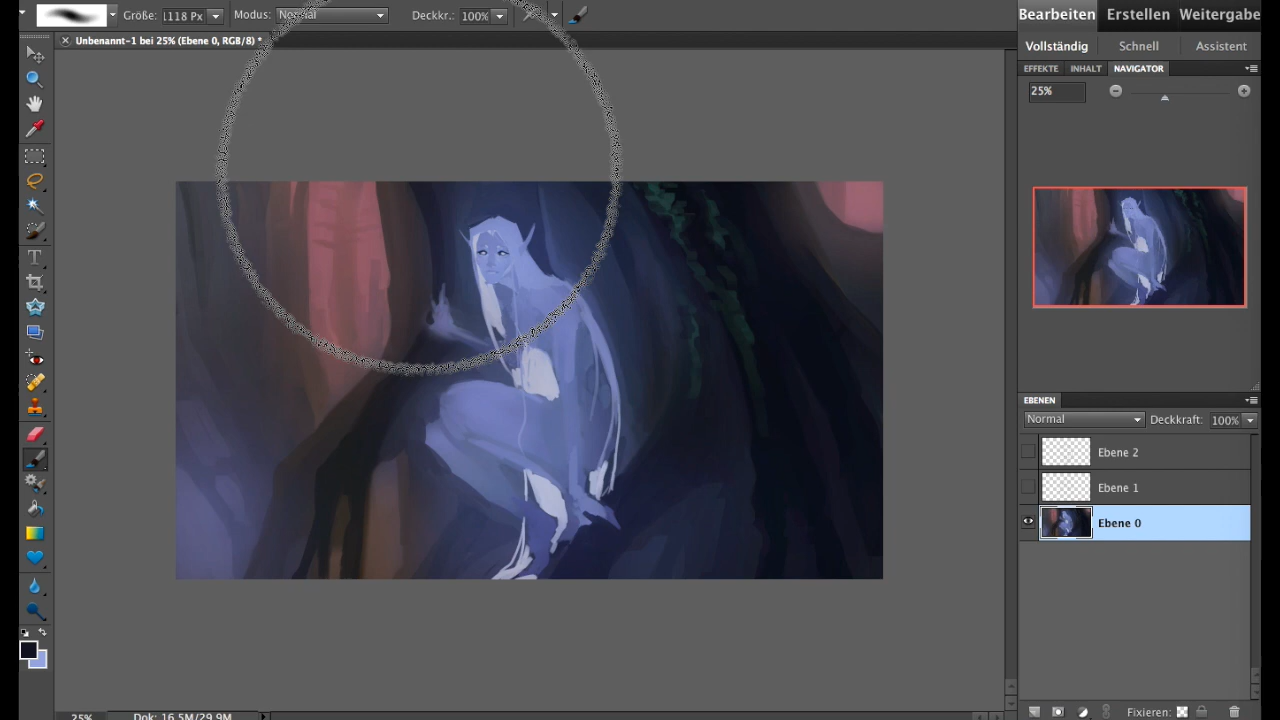 Größe: 1118 Px Modus: Normal Deckkr.: 100%
Bearbeiten Erstellen Weitergabe
Unbenannt-1 bei 25% (Ebene 0, RGB/8) *
Vollständig Schnell Assistent
EFFEKTE INHALT NAVIGATOR
25%
EBENEN
Normal Deckkraft: 100%
Ebene 2
Ebene 1
Ebene 0
25% Dok: 16,5M/29,9M
Fixieren: